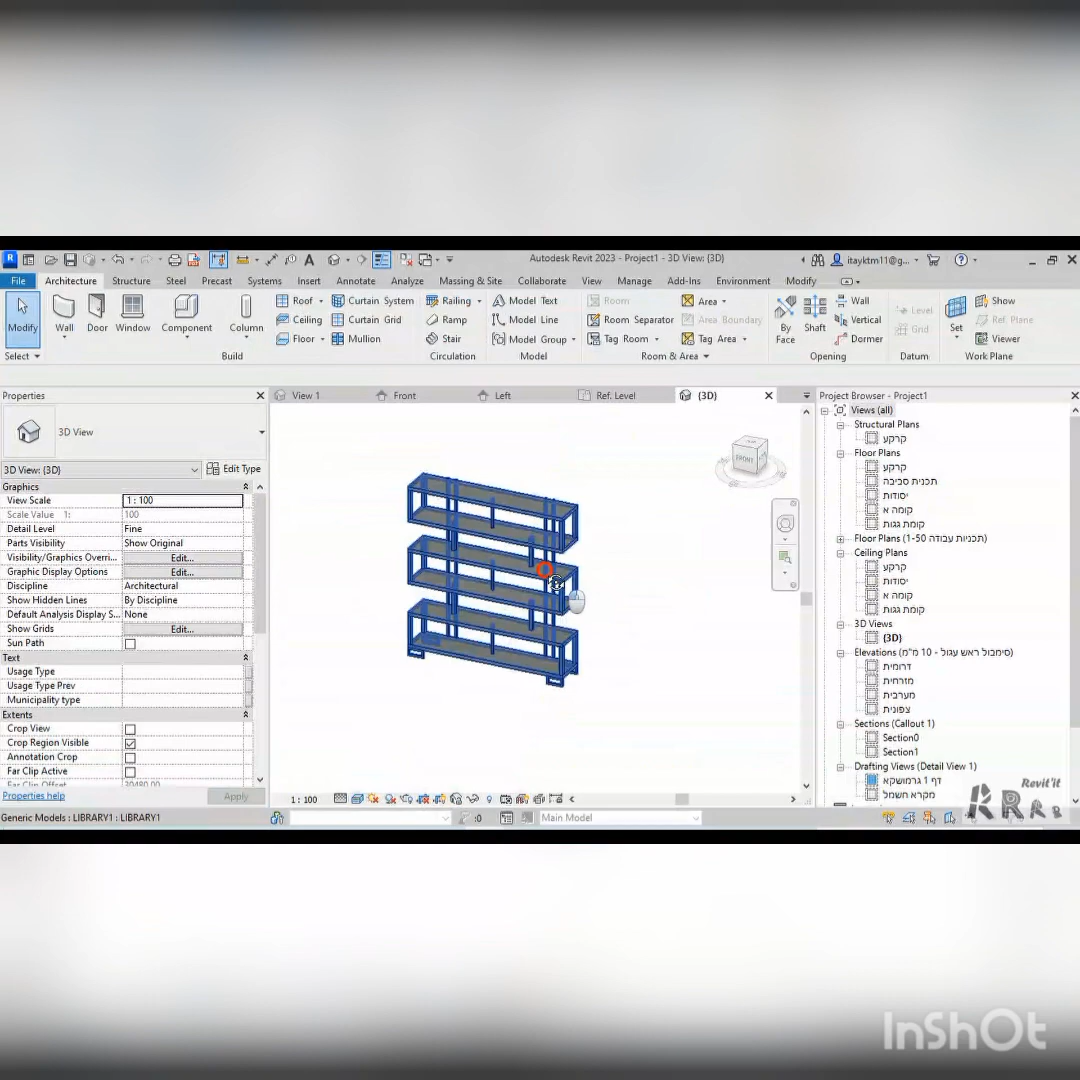 Autodesk Revit 2023 - Project1 - 3D View: {3D}
itayktm11@g...
File Architecture Structure Steel Precast Systems Insert Annotate Analyze Massing & Site Collaborate View Manage Add-Ins Environment Modify
Modify Wall Door Window Component Column
Roof Curtain System Railing Model Text Room Area Wall Level Show
Ceiling Curtain Grid Ramp Model Line Room Separator Area Boundary Vertical Grid Ref. Plane
Floor Mullion Stair Model Group Tag Room Tag Area Dormer Viewer
By Face Shaft Set
Select Build Circulation Model Room & Area Opening Datum Work Plane
Properties
View 1 Front Left Ref. Level {3D}
Project Browser - Project1
3D View
3D View: {3D} Edit Type
Graphics
View Scale 1 : 100
Scale Value 1: 100
Detail Level Fine
Parts Visibility Show Original
Visibility/Graphics Overri... Edit...
Graphic Display Options Edit...
Discipline Architectural
Show Hidden Lines By Discipline
Default Analysis Display S... None
Show Grids Edit...
Sun Path
Text
Usage Type
Usage Type Prev
Municipality type
Extents
Crop View
Crop Region Visible
Annotation Crop
Far Clip Active
Far Clip Offset 30480.00
Properties help Apply
FRONT
Views (all)
Structural Plans
קרקע
Floor Plans
קרקע
תכנית סביבה
יסודות
קומה א
קומת גגות
Floor Plans (תכניות עבודה 1-50)
Ceiling Plans
קרקע
יסודות
קומה א
קומת גגות
3D Views
{3D}
Elevations (סימבול ראש עגול - 10 מ"מ)
דרומית
מזרחית
מערבית
צפונית
Sections (Callout 1)
Section0
Section1
Drafting Views (Detail View 1)
דף 1 גרמושקא
מקרא חשמל
1 : 100
Generic Models : LIBRARY1 : LIBRARY1
:0 Main Model
Revit'it
InShOt